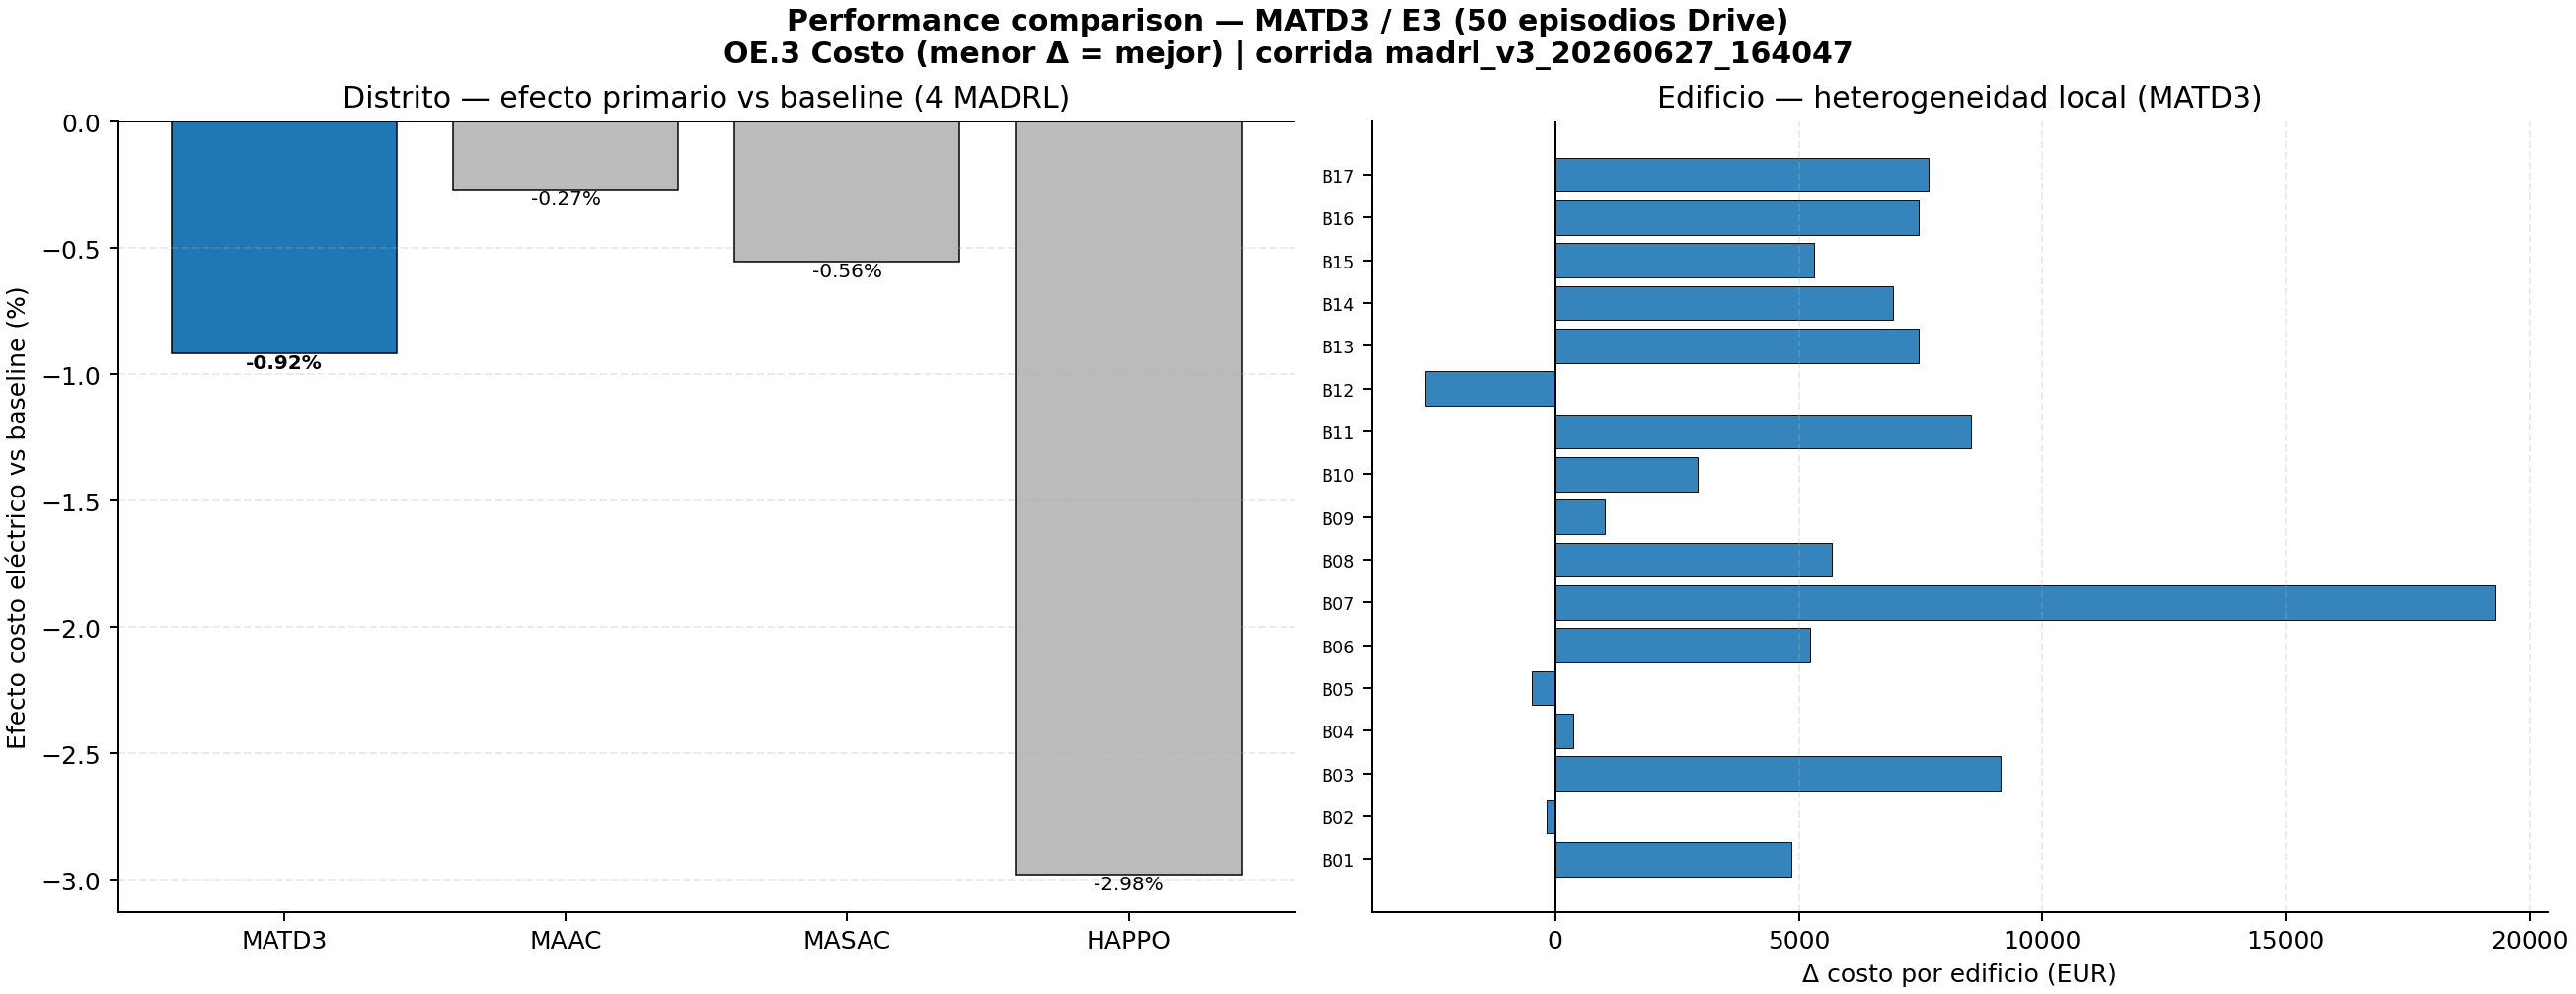 Performance comparison — MATD3 / E3 (50 episodios Drive)
OE.3 Costo (menor Δ = mejor) | corrida madrl_v3_20260627_164047
Distrito — efecto primario vs baseline (4 MADRL)
Efecto costo eléctrico vs baseline (%)
0.0
−0.5
−1.0
−1.5
−2.0
−2.5
−3.0
-0.92%
-0.27%
-0.56%
-2.98%
MATD3
MAAC
MASAC
HAPPO
Edificio — heterogeneidad local (MATD3)
B17
B16
B15
B14
B13
B12
B11
B10
B09
B08
B07
B06
B05
B04
B03
B02
B01
0
5000
10000
15000
20000
Δ costo por edificio (EUR)